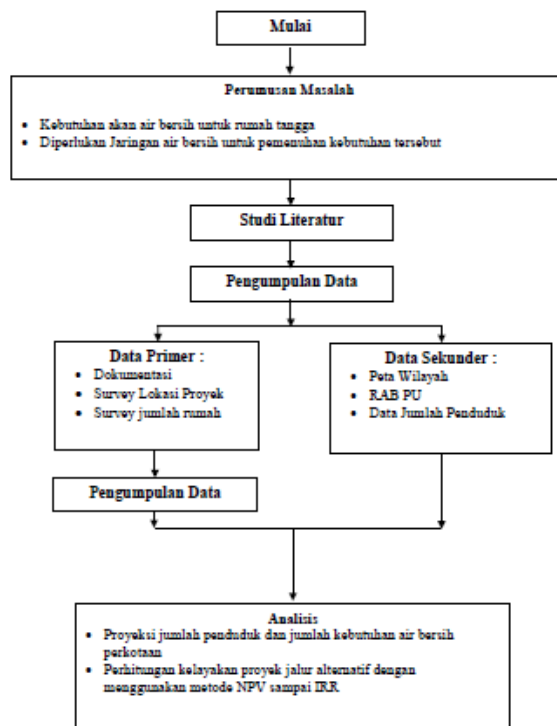 Mulai
Perumusan Masalah
• Kebutuhan akan air bersih untuk rumah tangga
• Diperlukan Jaringan air bersih untuk pemenuhan kebutuhan tersebut
Studi Literatur
Pengumpulan Data
Data Primer :
• Dokumentasi
• Survey Lokasi Proyek
• Survey jumlah rumah
Data Sekunder :
• Peta Wilayah
• RAB PU
• Data Jumlah Penduduk
Pengumpulan Data
Analisis
• Proyeksi jumlah penduduk dan jumlah kebutuhan air bersih
perkotaan
• Perhitungan kelayakan proyek jalur alternatif dengan
menggunakan metode NPV sampai IRR